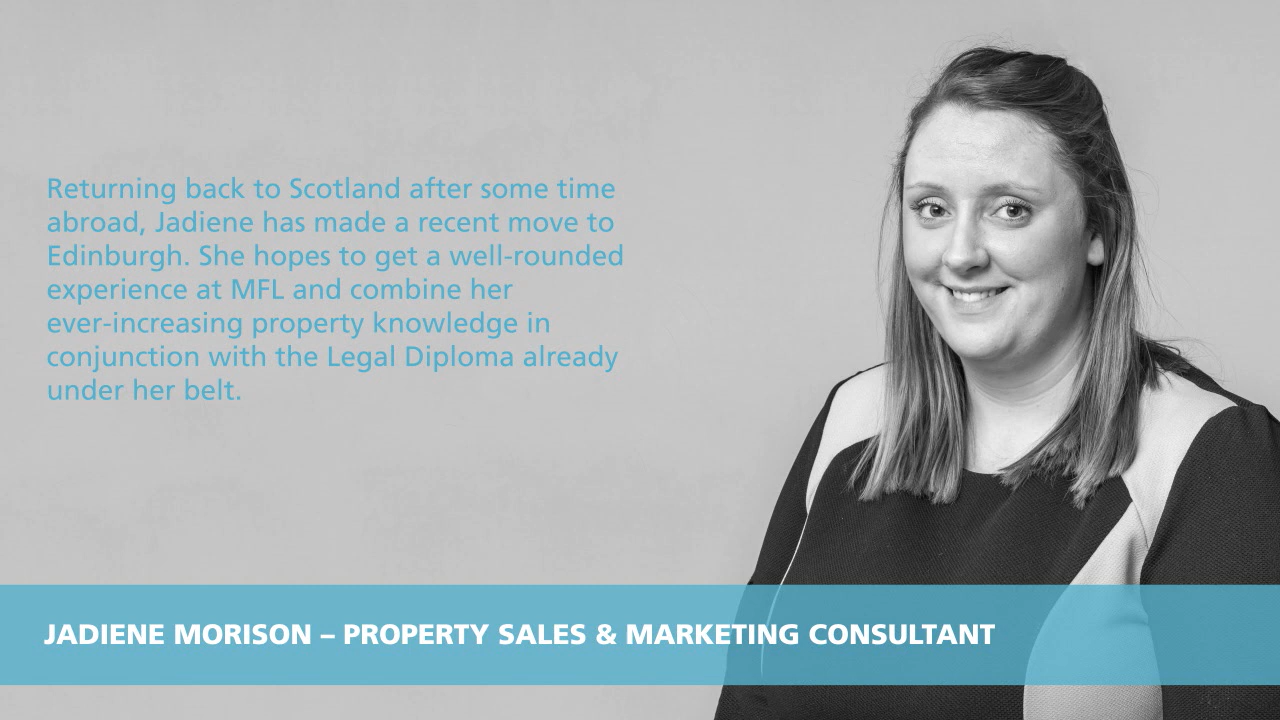 Returning back to Scotland after some time
abroad, Jadiene has made a recent move to
Edinburgh. She hopes to get a well-rounded
experience at MFL and combine her
ever-increasing property knowledge in
conjunction with the Legal Diploma already
under her belt.
JADIENE MORISON – PROPERTY SALES & MARKETING CONSULTANT